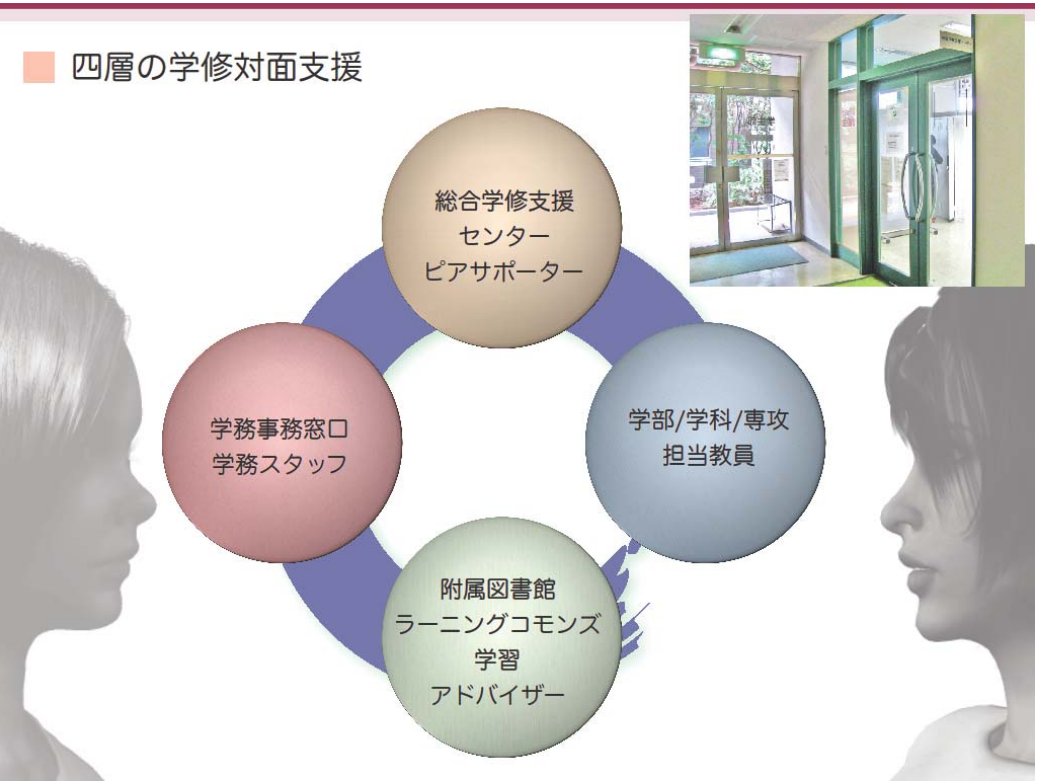 四層の学修対面支援
総合学修支援
センター
ピアサポーター
学務事務窓口
学務スタッフ
学部/学科/専攻
担当教員
附属図書館
ラーニングコモンズ
学習
アドバイザー